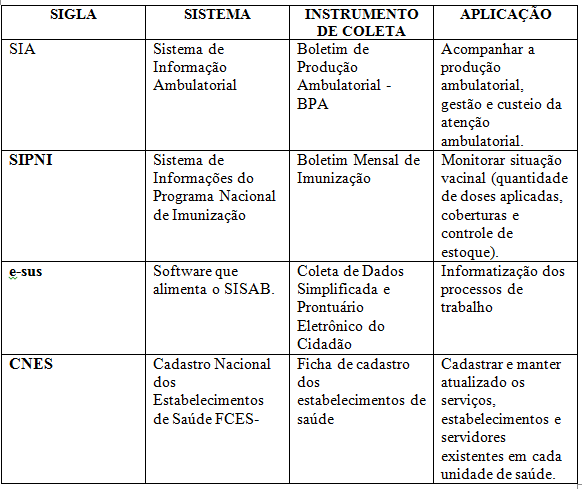 SIGLA
SISTEMA
INSTRUMENTO
DE COLETA
APLICAÇÃO
SIA
Sistema de
Informação
Ambulatorial
Boletim de
Produção
Ambulatorial -
BPA
Acompanhar a
produção
ambulatorial,
gestão e custeio da
atenção
ambulatorial.
SIPNI
Sistema de
Informações do
Programa Nacional
de Imunização
Boletim Mensal de
Imunização
Monitorar situação
vacinal (quantidade
de doses aplicadas,
coberturas e
controle de
estoque).
e-sus
Software que
alimenta o SISAB.
Coleta de Dados
Simplificada e
Prontuário
Eletrônico do
Cidadão
Informatização dos
processos de
trabalho
CNES
Cadastro Nacional
dos
Estabelecimentos
de Saúde FCES-
Ficha de cadastro
dos
estabelecimentos de
saúde
Cadastrar e manter
atualizado os
serviços,
estabelecimentos e
servidores
existentes em cada
unidade de saúde.